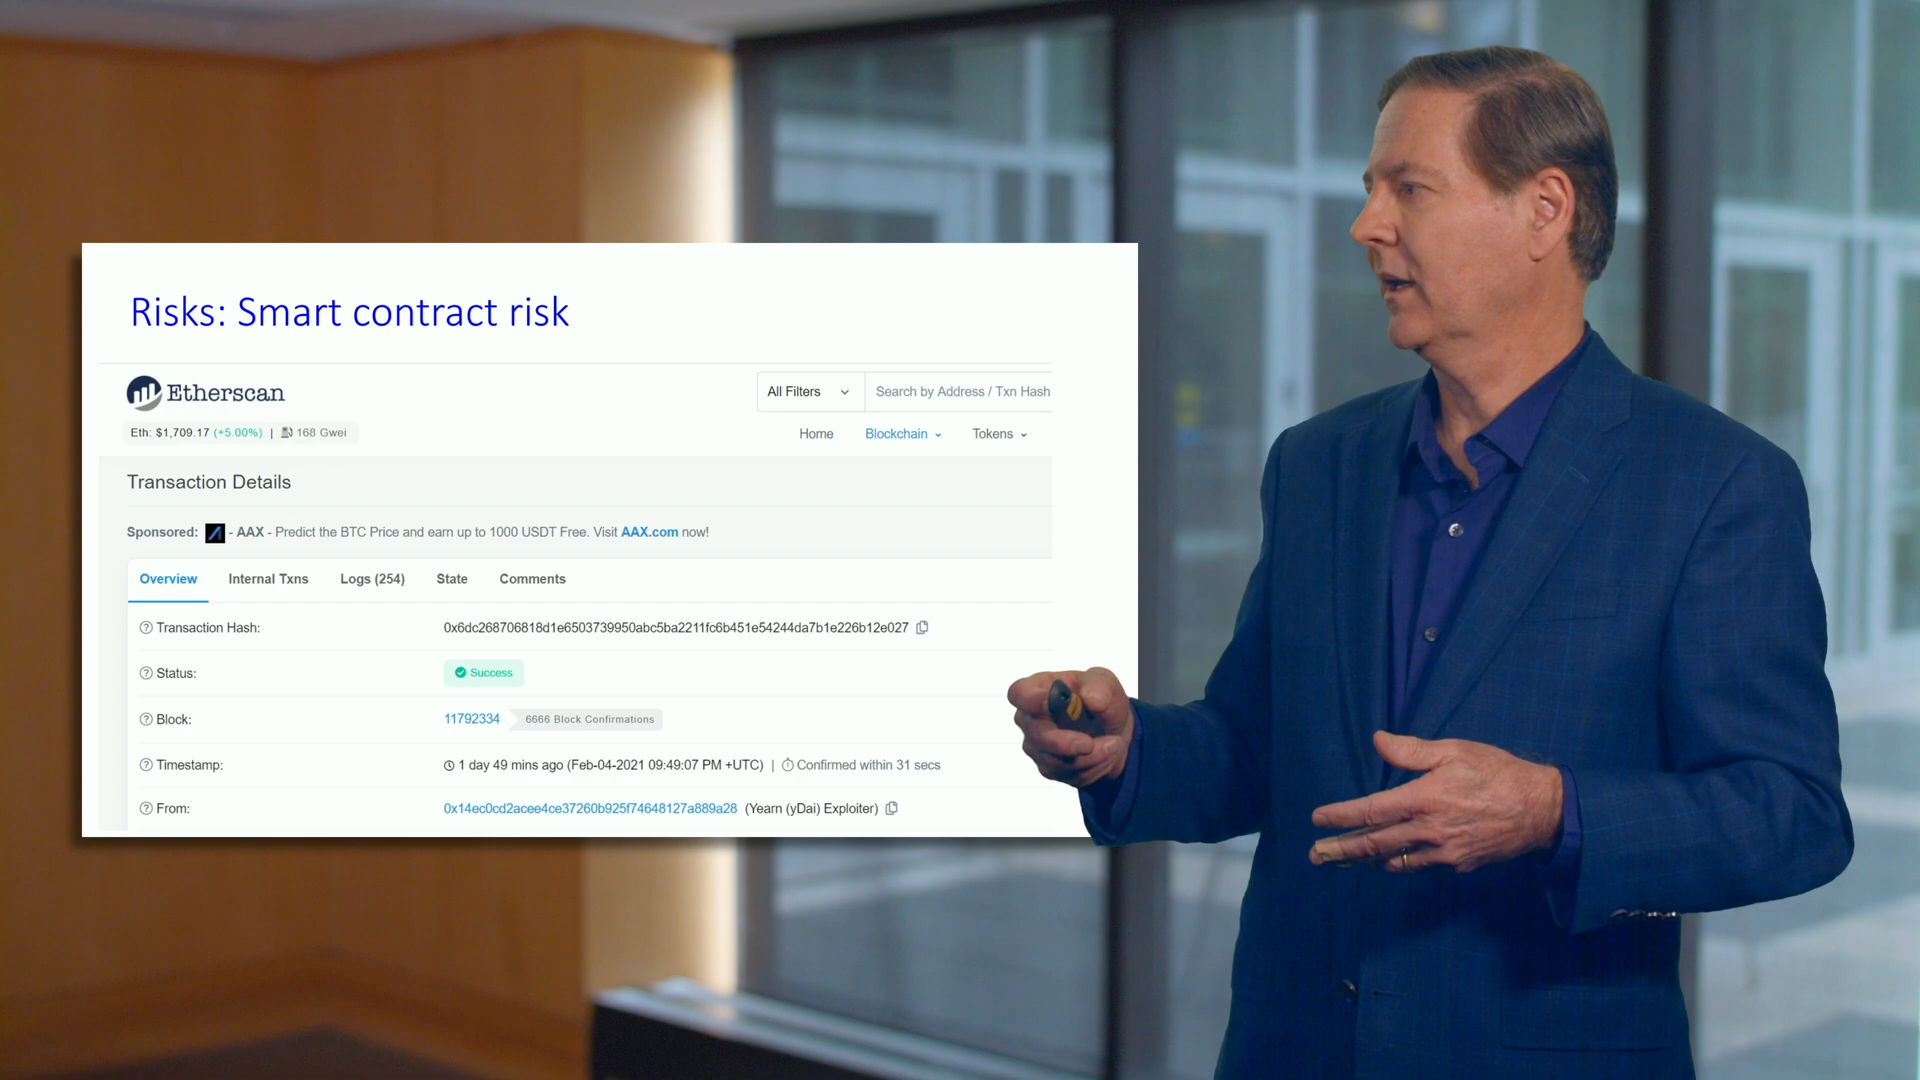 Risks: Smart contract risk
Etherscan
All Filters
Search by Address / Txn Hash
Eth: $1,709.17 (+5.00%) | 168 Gwei
Home Blockchain Tokens
Transaction Details
Sponsored: - AAX - Predict the BTC Price and earn up to 1000 USDT Free. Visit AAX.com now!
Overview Internal Txns Logs (254) State Comments
Transaction Hash: 0x6dc268706818d1e6503739950abc5ba2211fc6b451e54244da7b1e226b12e027
Status: Success
Block: 11792334 6666 Block Confirmations
Timestamp: 1 day 49 mins ago (Feb-04-2021 09:49:07 PM +UTC) | Confirmed within 31 secs
From: 0x14ec0cd2acee4ce37260b925f74648127a889a28 (Yearn (yDai) Exploiter)